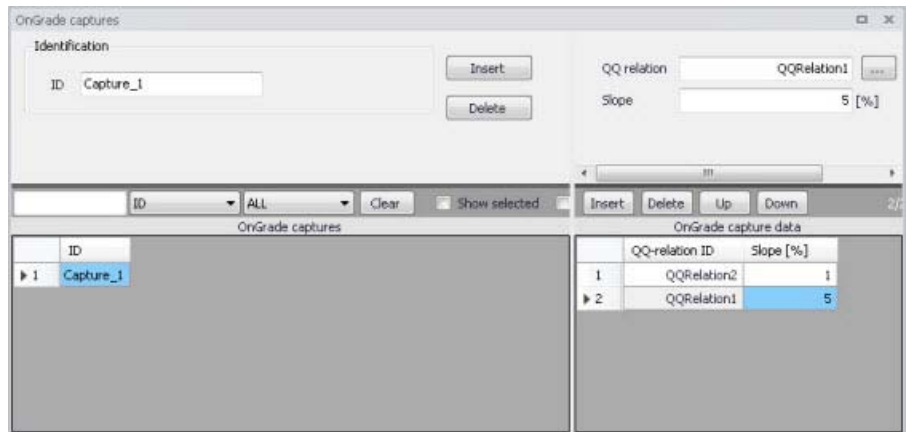 OnGrade captures
Identification
ID Capture_1
Insert
Delete
QQ relation QQRelation1 ...
Slope 5 [%]
ID ALL Clear Show selected
Insert Delete Up Down 2/2
OnGrade captures
ID
1 Capture_1
OnGrade capture data
QQ-relation ID Slope [%]
1 QQRelation2 1
2 QQRelation1 5